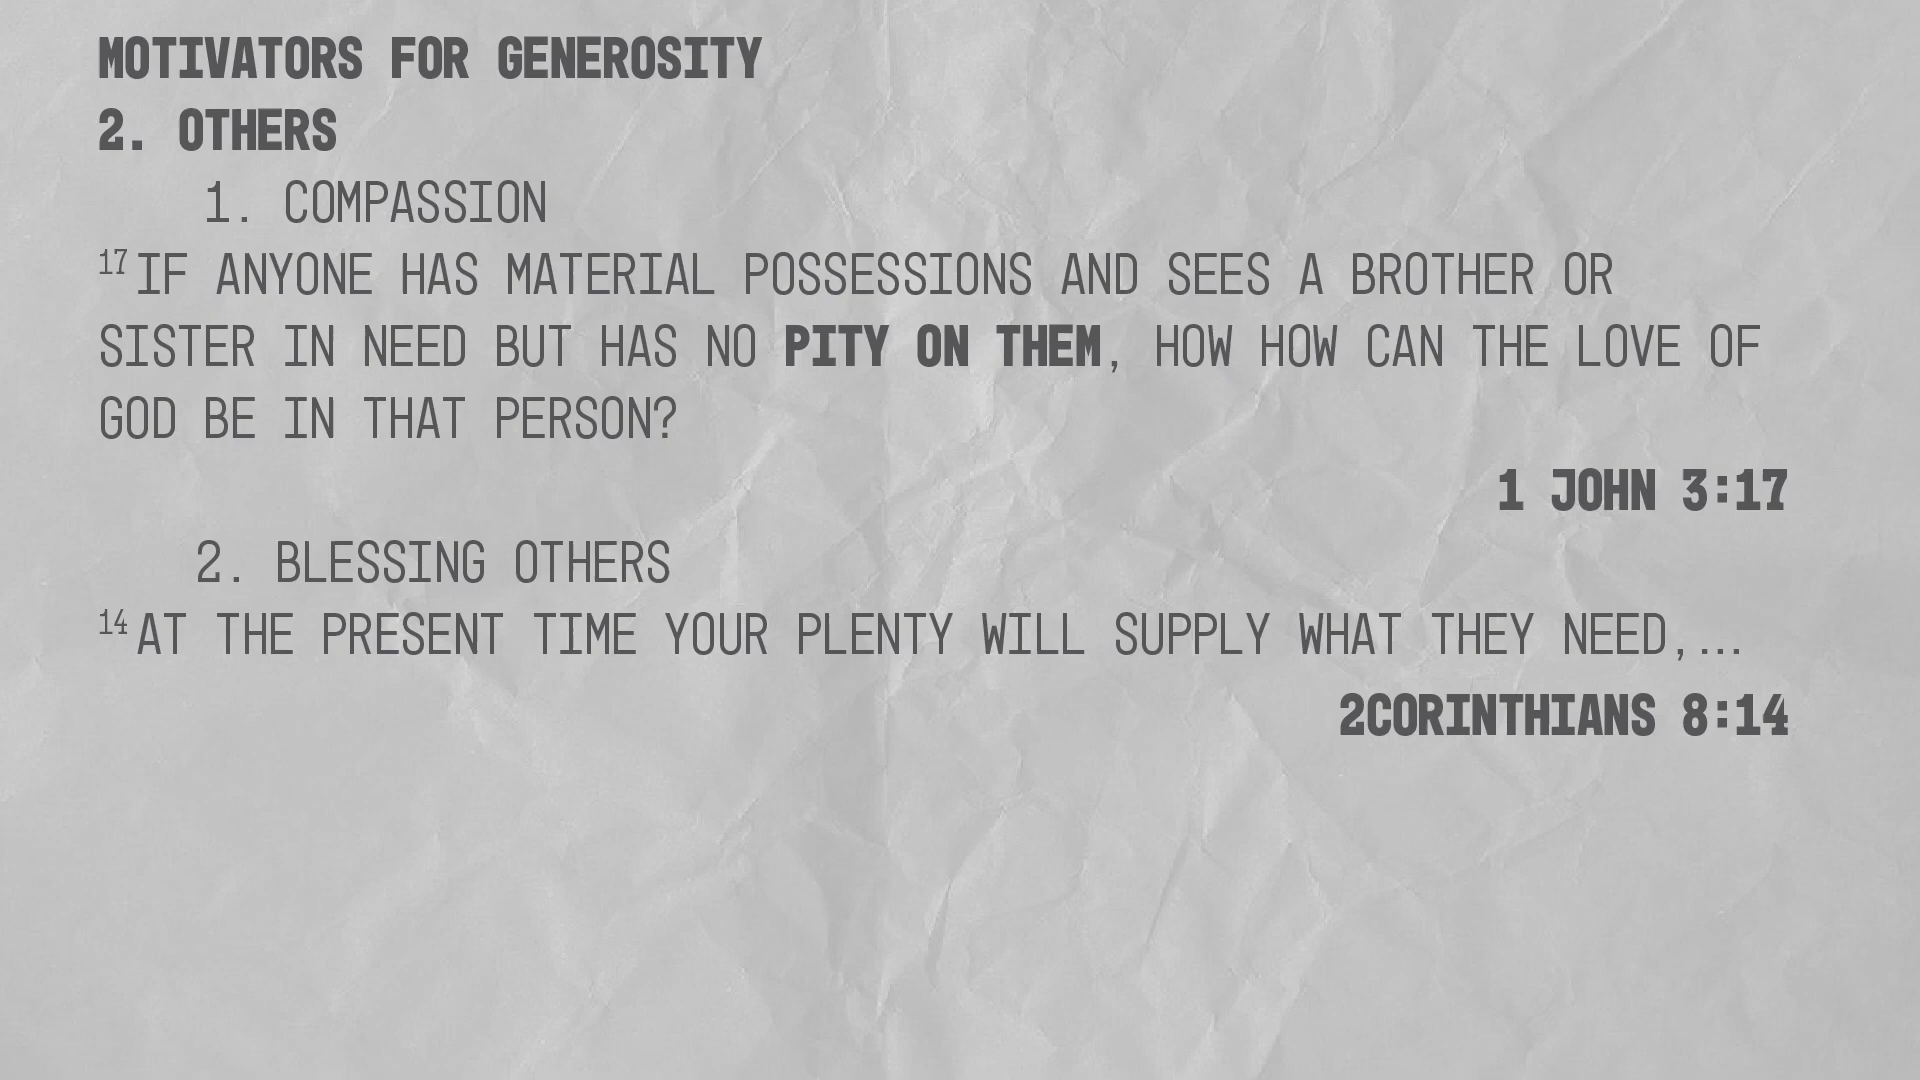 MOTIVATORS FOR GENEROSITY
2. OTHERS
1. COMPASSION
17 IF ANYONE HAS MATERIAL POSSESSIONS AND SEES A BROTHER OR
SISTER IN NEED BUT HAS NO PITY ON THEM, HOW HOW CAN THE LOVE OF
GOD BE IN THAT PERSON?
1 JOHN 3:17
2. BLESSING OTHERS
14 AT THE PRESENT TIME YOUR PLENTY WILL SUPPLY WHAT THEY NEED,...
2CORINTHIANS 8:14